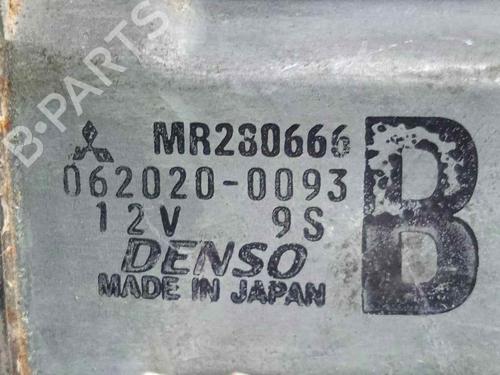 B·PARTS
MR280666
062020-0093
12V 9S
DENSO
MADE IN JAPAN
B